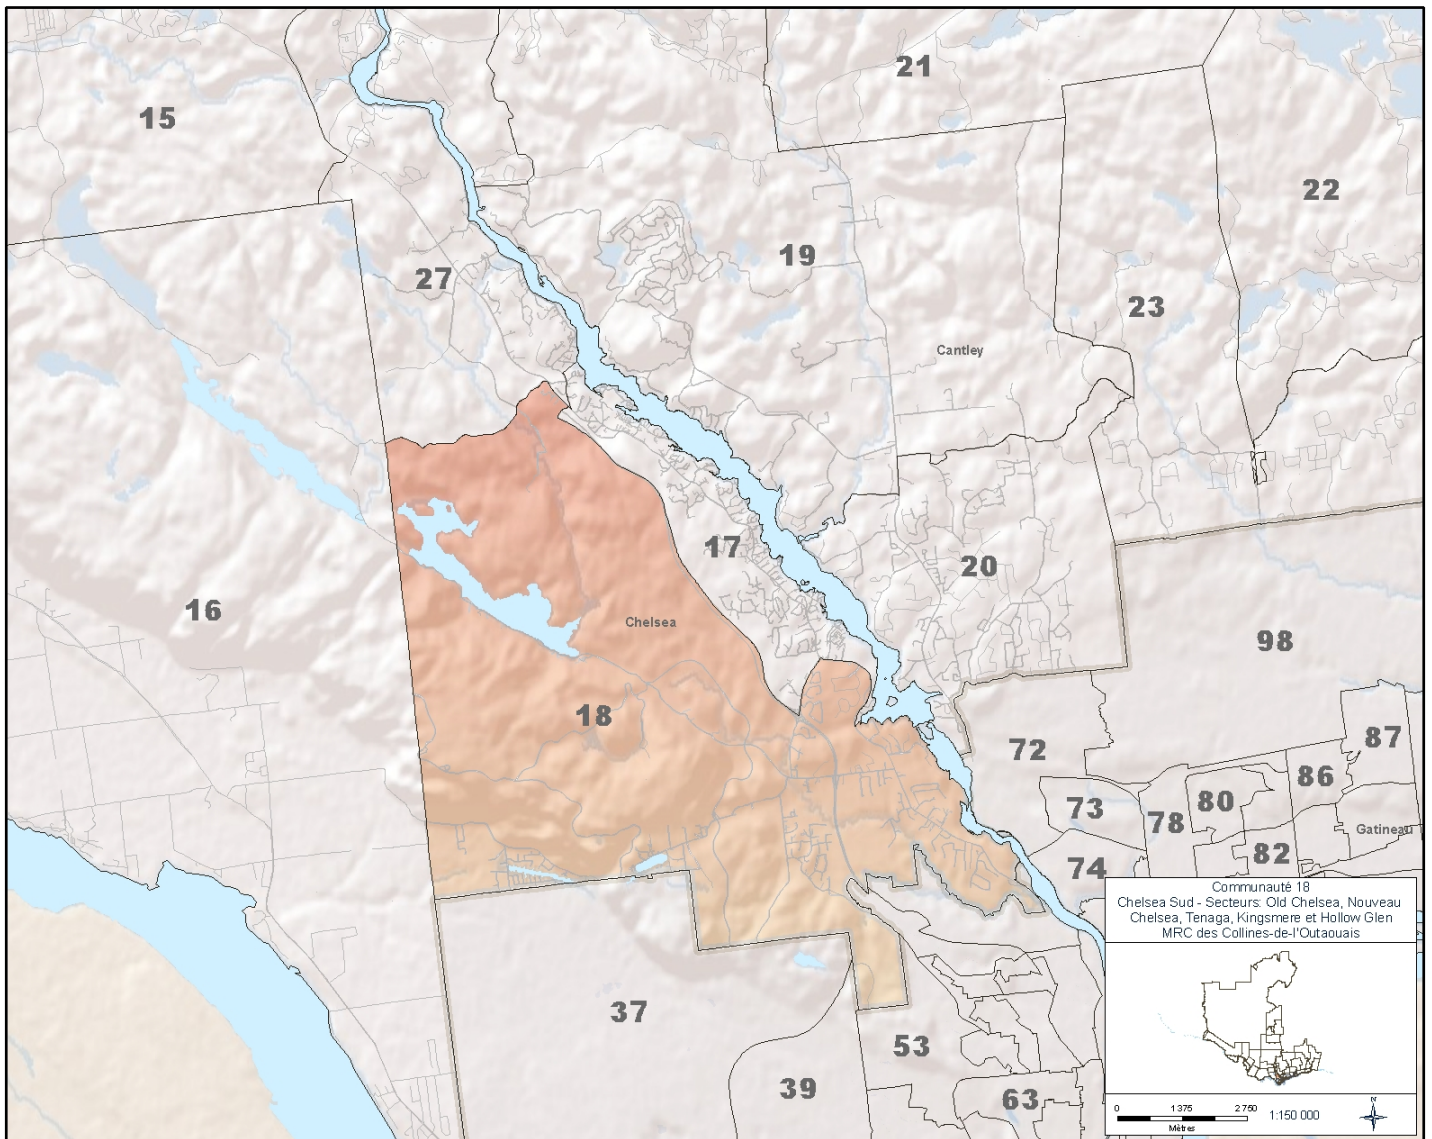 21
15
22
19
27
23
Cantley
17
20
16
Chelsea
98
18
72
87
86
73
80
78
Gatineau
82
74
37
53
39
63
Communauté 18
Chelsea Sud - Secteurs: Old Chelsea, Nouveau
Chelsea, Tenaga, Kingsmere et Hollow Glen
MRC des Collines-de-l'Outaouais
N
0 1 375 2 750
Mètres
1:150 000